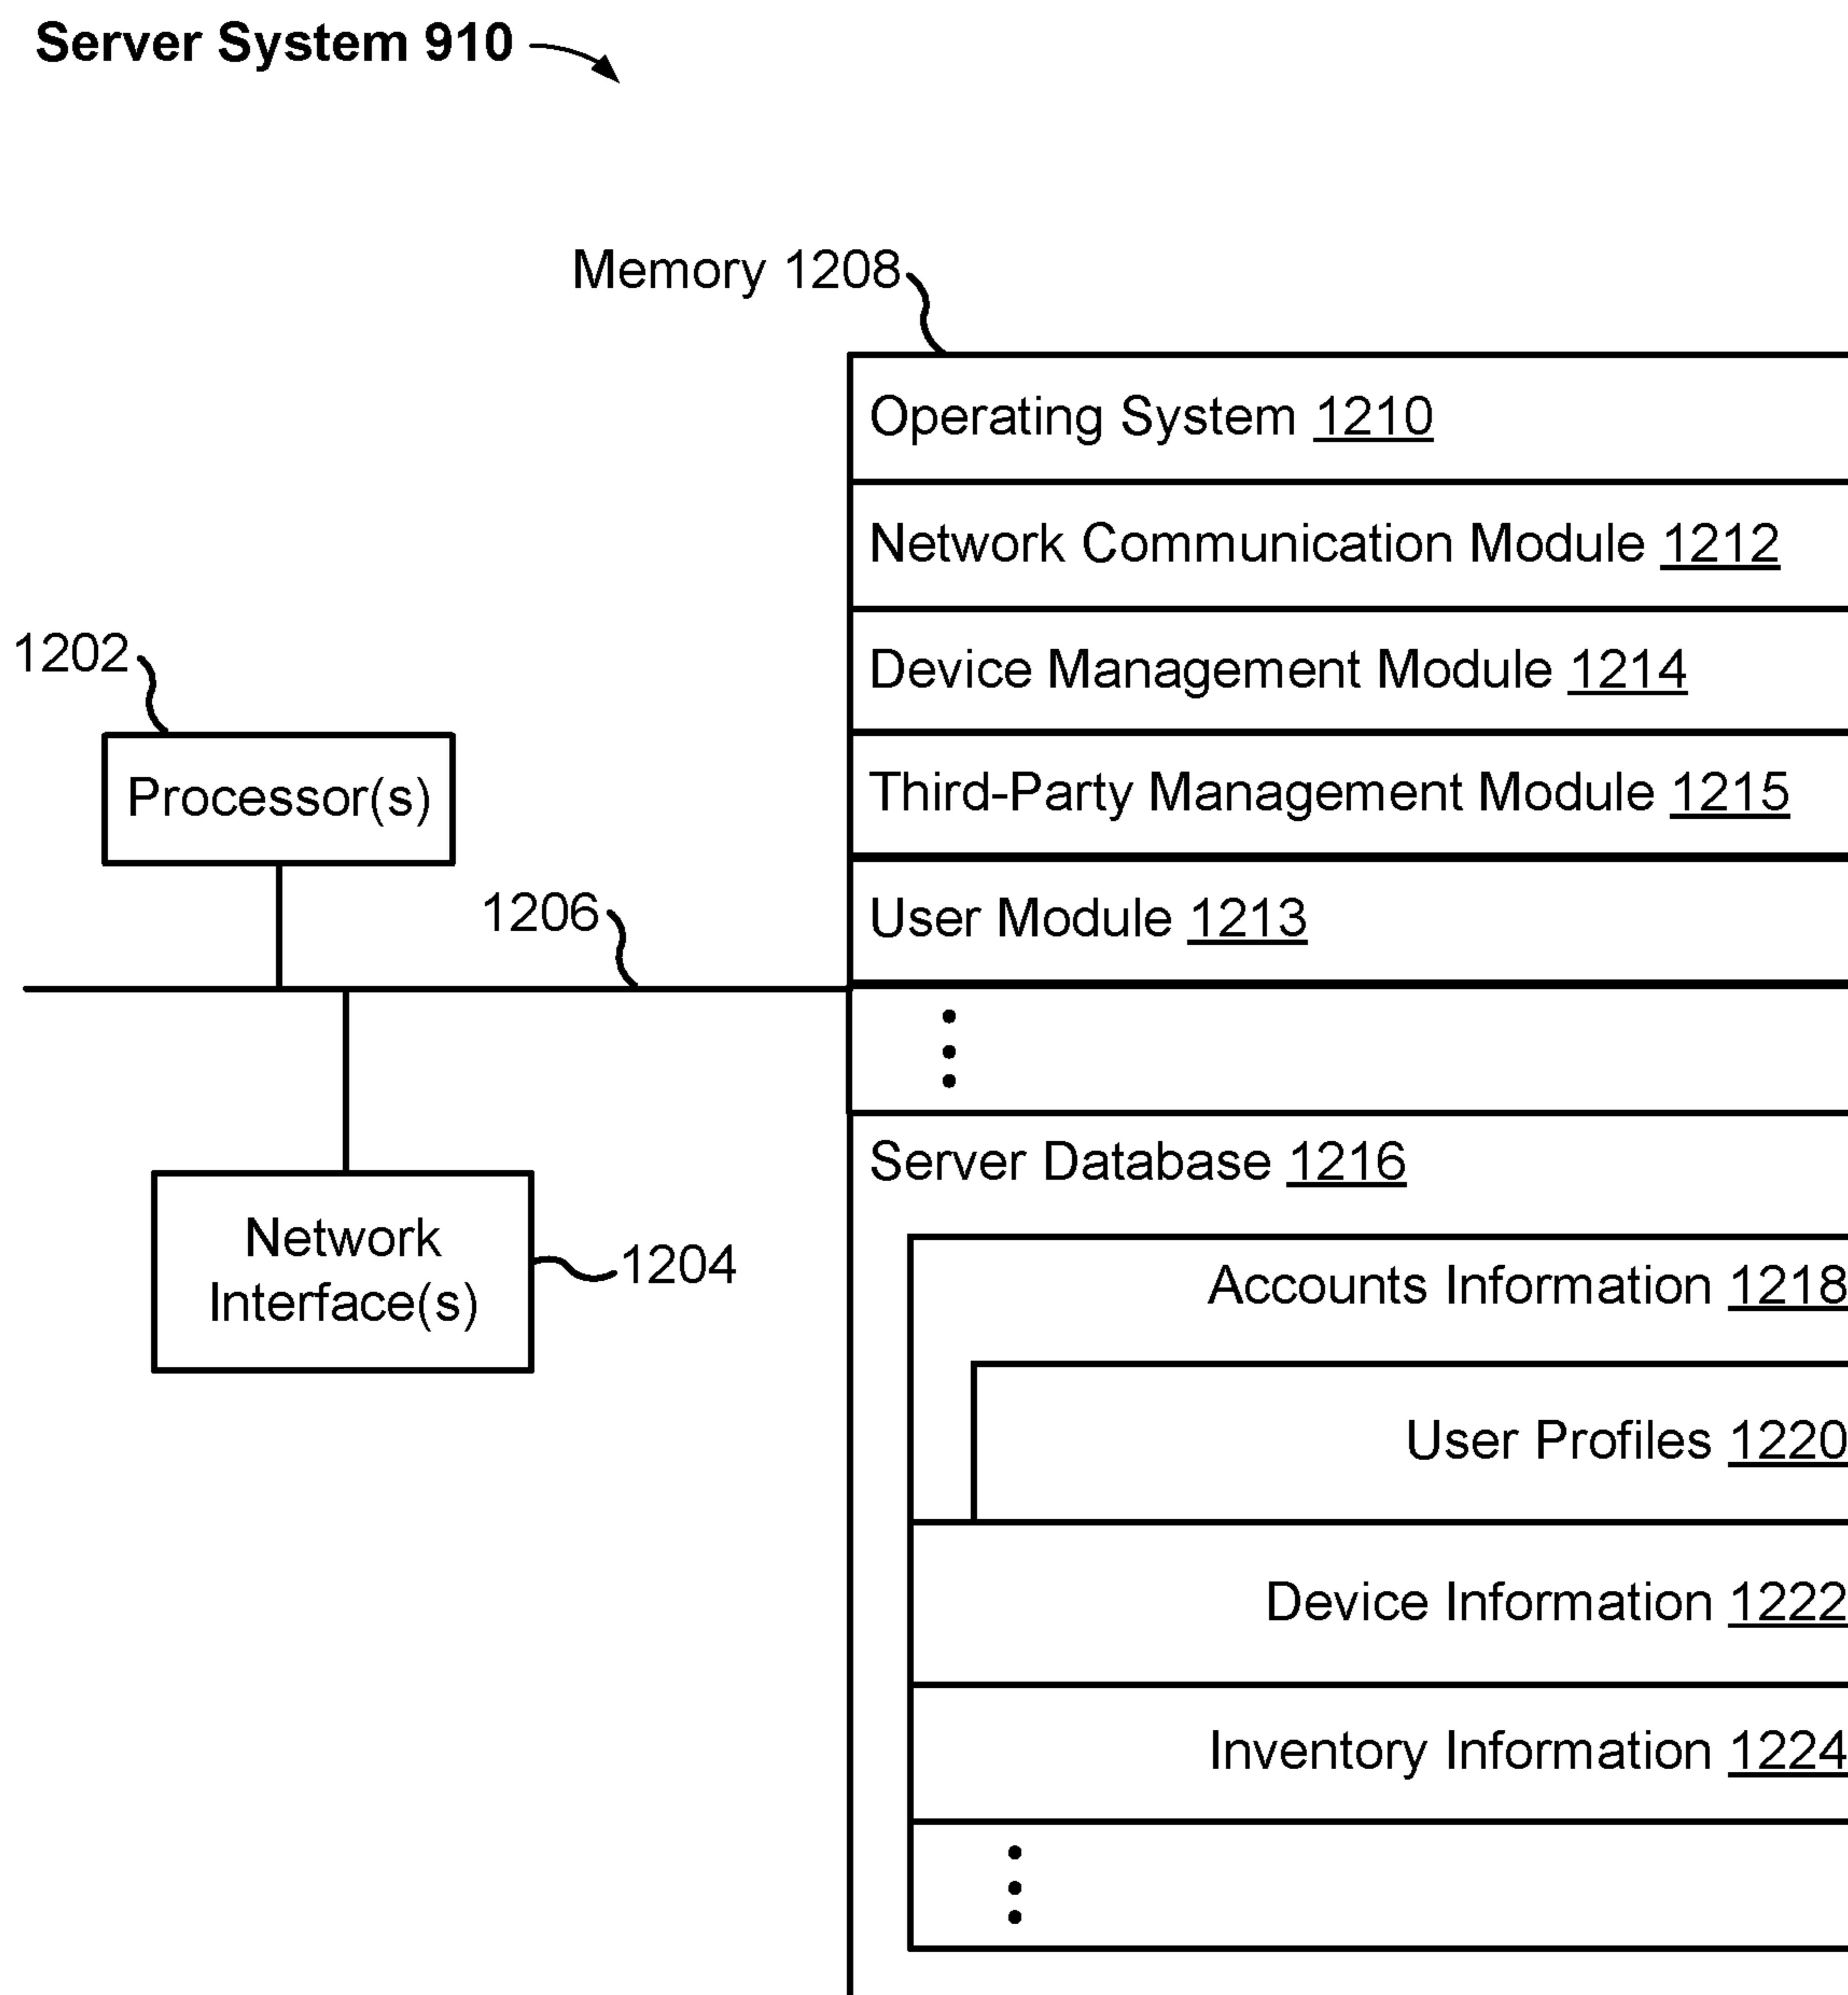 Server System 910
Memory 1208
Operating System 1210
Network Communication Module 1212
1202
Device Management Module 1214
Processor(s)
Third-Party Management Module 1215
1206
User Module 1213
Server Database 1216
Network
Interface(s)
1204
Accounts Information 1218
User Profiles 1220
Device Information 1222
Inventory Information 1224